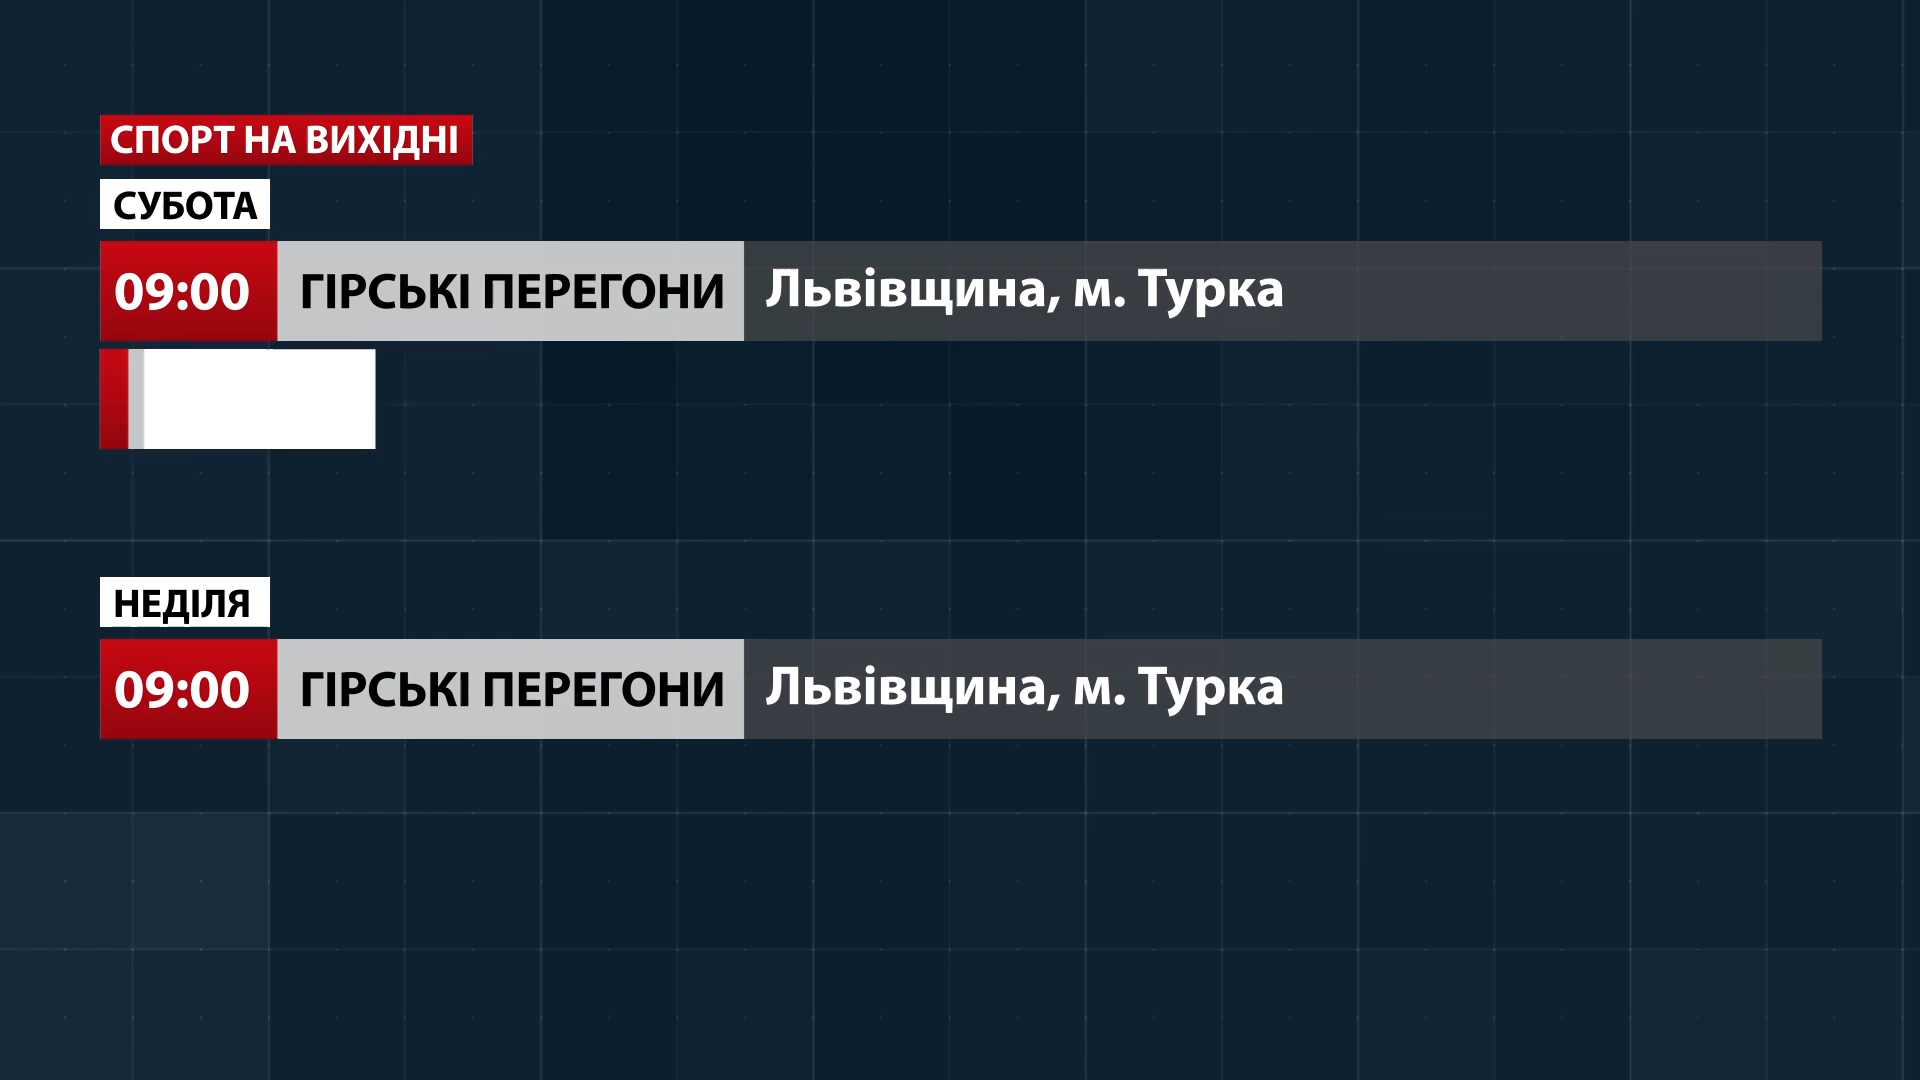 СПОРТ НА ВИХІДНІ
СУБОТА
09:00 ГІРСЬКІ ПЕРЕГОНИ Львівщина, м. Турка
НЕДІЛЯ
09:00 ГІРСЬКІ ПЕРЕГОНИ Львівщина, м. Турка